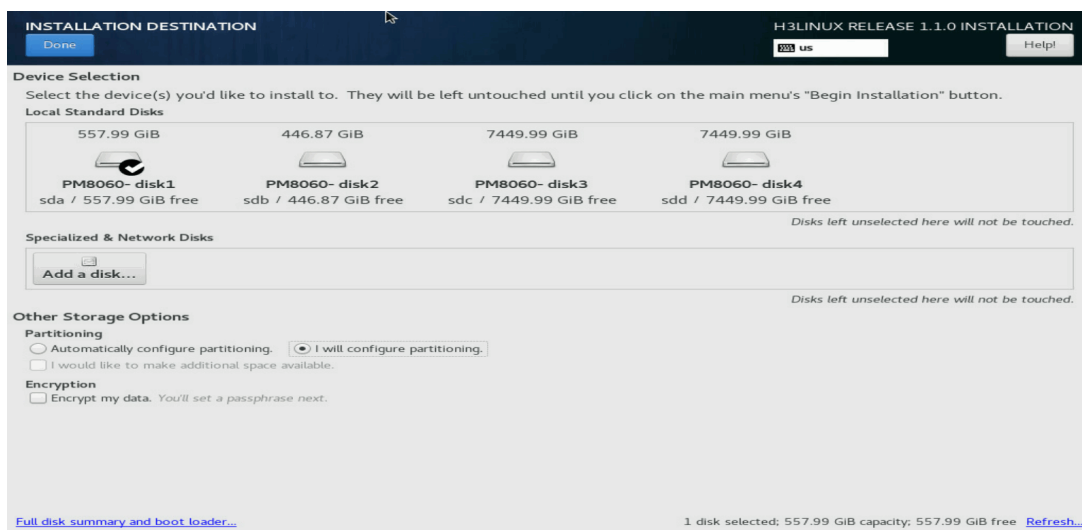 INSTALLATION DESTINATION
H3LINUX RELEASE 1.1.0 INSTALLATION
Done
us
Help!
Device Selection
Select the device(s) you'd like to install to. They will be left untouched until you click on the main menu's "Begin Installation" button.
Local Standard Disks
557.99 GiB 446.87 GiB 7449.99 GiB 7449.99 GiB
PM8060- disk1 PM8060- disk2 PM8060- disk3 PM8060- disk4
sda / 557.99 GiB free sdb / 446.87 GiB free sdc / 7449.99 GiB free sdd / 7449.99 GiB free
Disks left unselected here will not be touched.
Specialized & Network Disks
Add a disk...
Disks left unselected here will not be touched.
Other Storage Options
Partitioning
Automatically configure partitioning. I will configure partitioning.
I would like to make additional space available.
Encryption
Encrypt my data. You'll set a passphrase next.
Full disk summary and boot loader...
1 disk selected; 557.99 GiB capacity; 557.99 GiB free Refresh...